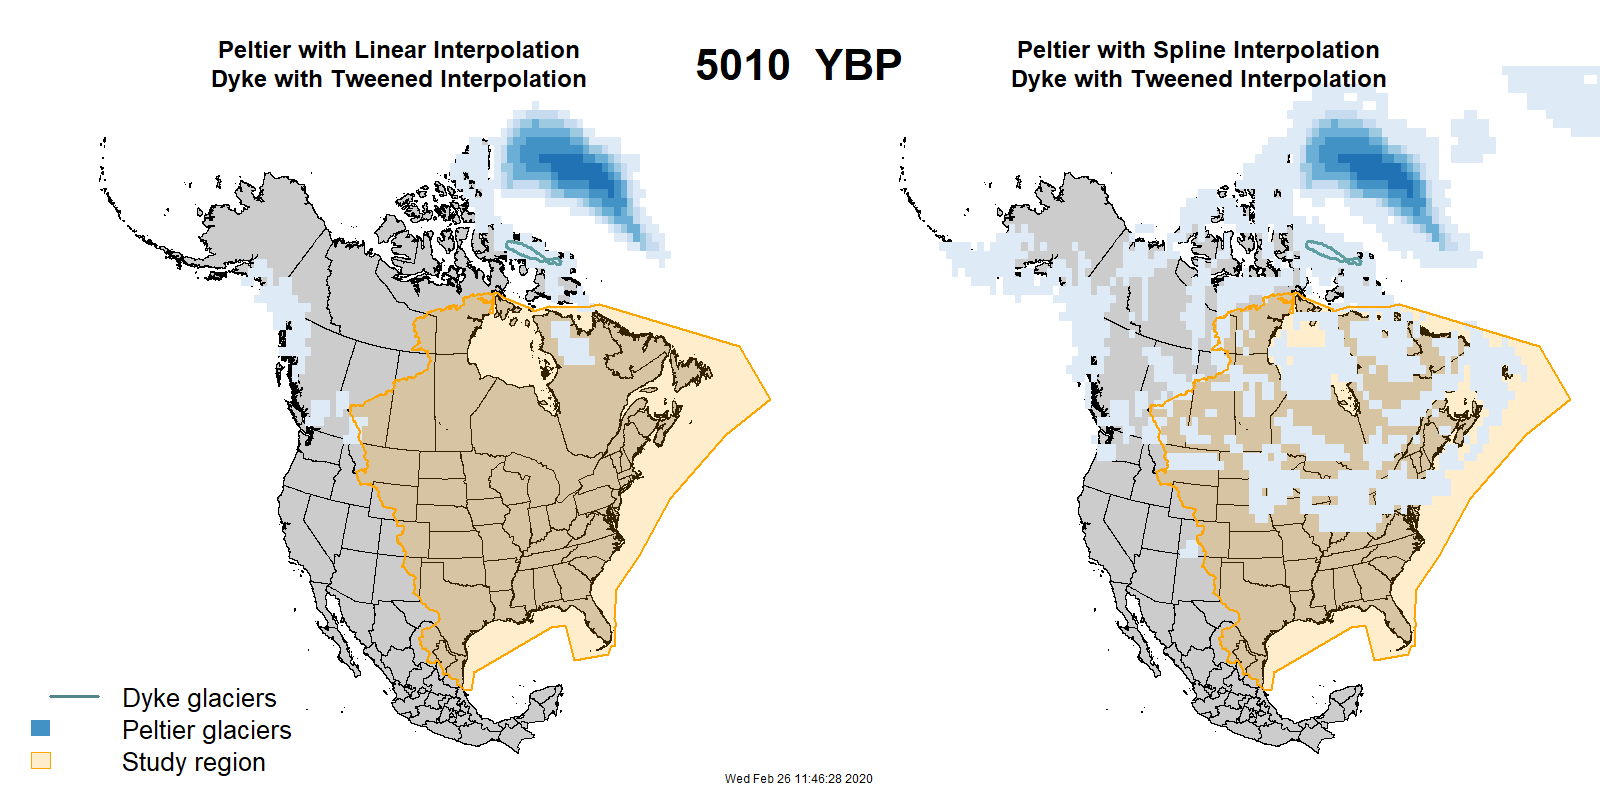 Peltier with Linear Interpolation
Dyke with Tweened Interpolation
5010 YBP
Peltier with Spline Interpolation
Dyke with Tweened Interpolation
Dyke glaciers
Peltier glaciers
Study region
Wed Feb 26 11:46:28 2020